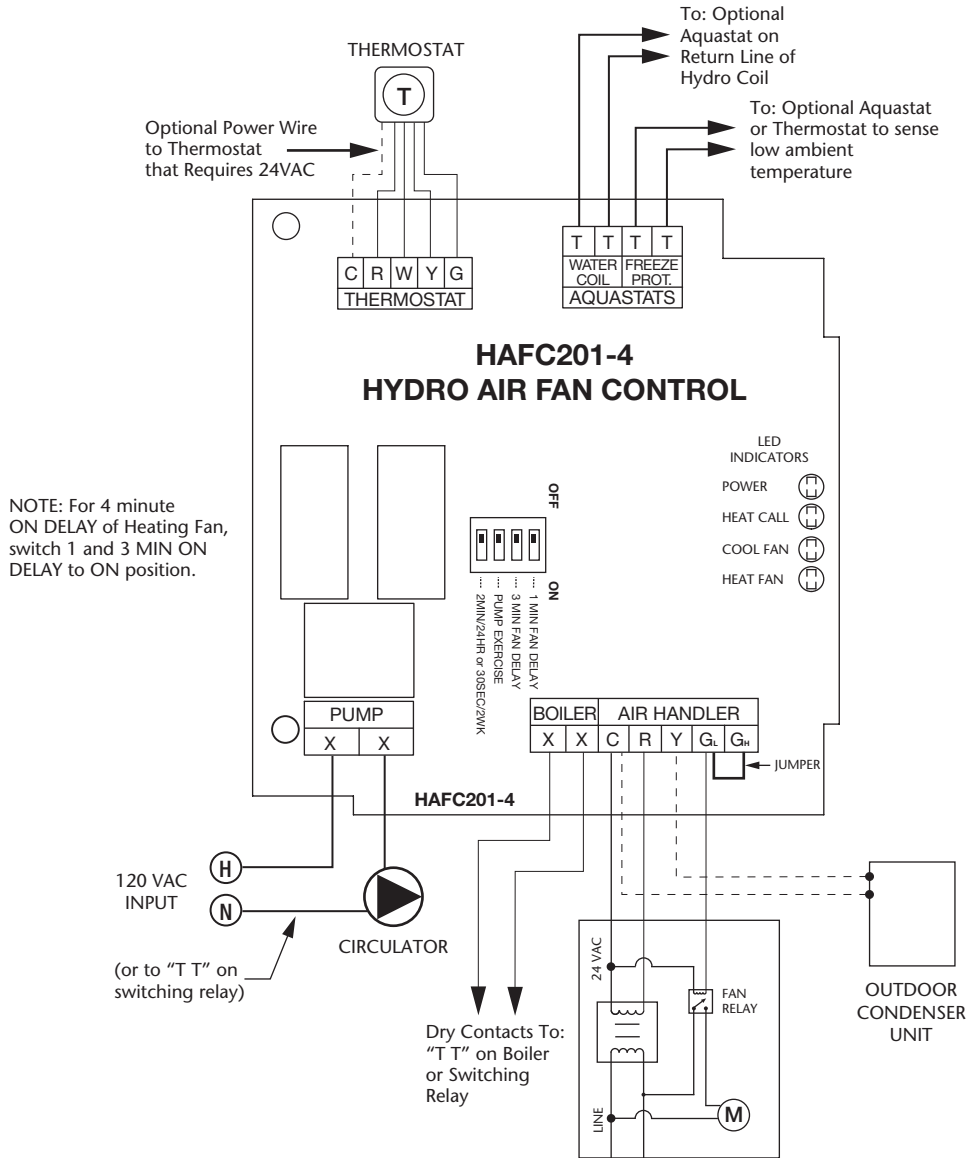 To: Optional
Aquastat on
Return Line of
Hydro Coil
THERMOSTAT
T
To: Optional Aquastat
or Thermostat to sense
low ambient
temperature
Optional Power Wire
to Thermostat
that Requires 24VAC
C R W Y G
THERMOSTAT
T T T T
WATER COIL
FREEZE PROT.
AQUASTATS
HAFC201-4
HYDRO AIR FAN CONTROL
LED
INDICATORS
POWER
HEAT CALL
COOL FAN
HEAT FAN
NOTE: For 4 minute
ON DELAY of Heating Fan,
switch 1 and 3 MIN ON
DELAY to ON position.
OFF
ON
1 MIN FAN DELAY
3 MIN FAN DELAY
PUMP EXERCISE
2MIN/24HR or 30SEC/2WK
PUMP
X X
BOILER AIR HANDLER
X X C R Y GL GH
JUMPER
HAFC201-4
120 VAC
INPUT
H
N
CIRCULATOR
(or to “T T” on
switching relay)
Dry Contacts To:
“T T” on Boiler
or Switching
Relay
24 VAC
FAN
RELAY
LINE
M
OUTDOOR
CONDENSER
UNIT